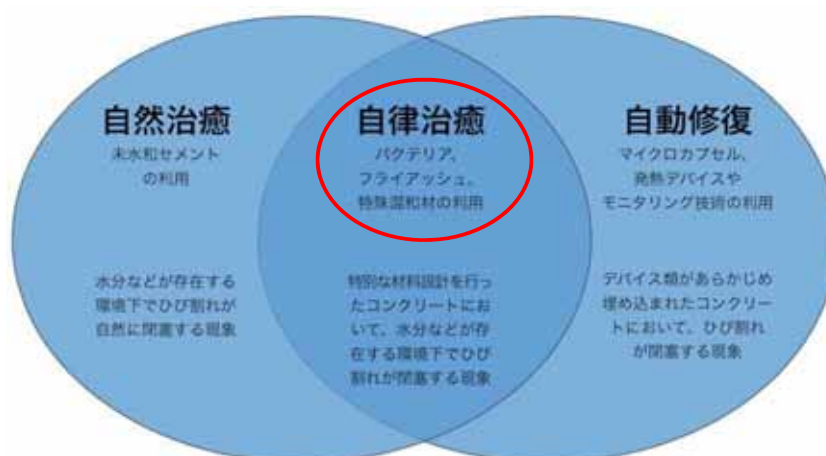 自然治癒
未水和セメント
の利用
水分などが存在する
環境下でひび割れが
自然に閉塞する現象
自律治癒
バクテリア、
フライアッシュ、
特殊混和材の利用
特別な材料設計を行っ
たコンクリートにお
いて、水分などが存
在する環境下でひび
割れが閉塞する現象
自動修復
マイクロカプセル、
発熱デバイスや
モニタリング技術の利用
デバイス類があらかじめ
埋め込まれたコンクリー
トにおいて、ひび割れ
が閉塞する現象